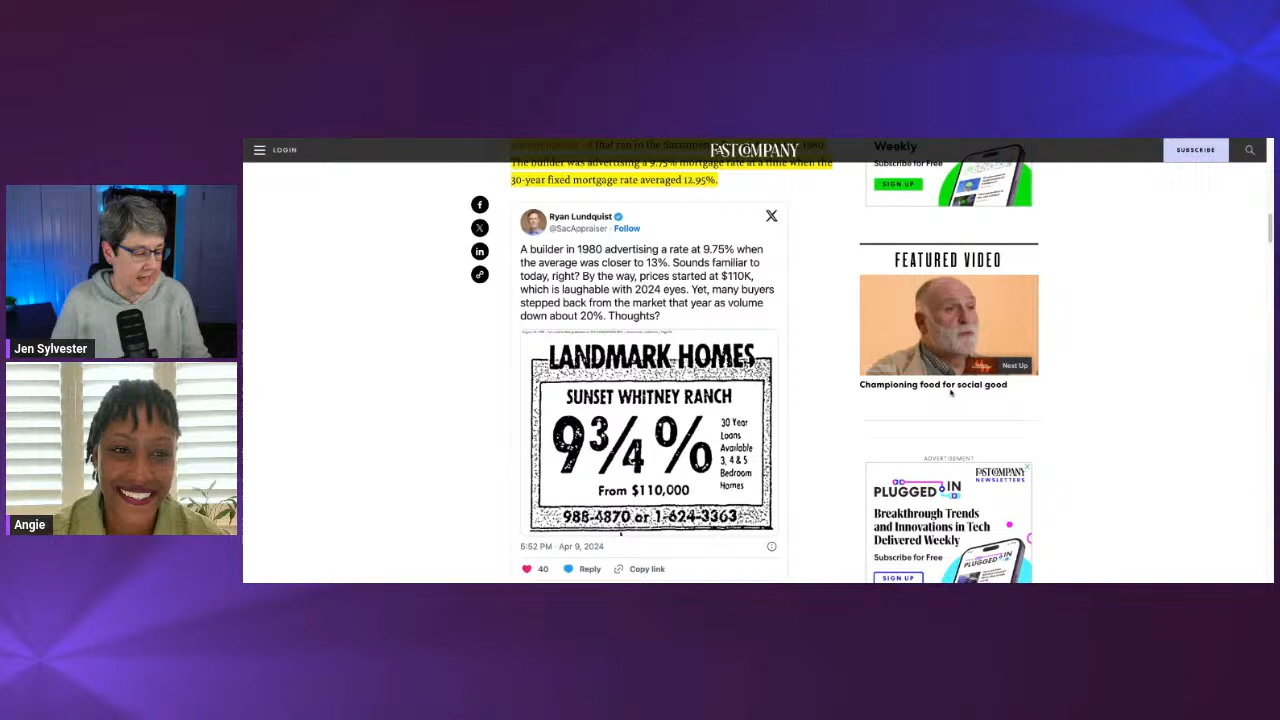 LOGIN
FAST COMPANY
SUBSCRIBE
that ran in the Sacramen
1980
The builder was advertising a 9.75% mortgage rate at a time when the
30-year fixed mortgage rate averaged 12.95%.
Ryan Lundquist
@SacAppraiser · Follow
A builder in 1980 advertising a rate at 9.75% when
the average was closer to 13%. Sounds familiar to
today, right? By the way, prices started at $110K,
which is laughable with 2024 eyes. Yet, many buyers
stepped back from the market that year as volume
down about 20%. Thoughts?
LANDMARK HOMES
SUNSET WHITNEY RANCH
9¾%
30 Year
Loans
Available
3, 4 & 5
Bedroom
Homes
From $110,000
988-4870 or 1-624-3363
5:52 PM · Apr 9, 2024
40
Reply
Copy link
Weekly
Subscribe for Free
SIGN UP
FEATURED VIDEO
Next Up
Championing food for social good
ADVERTISEMENT
FAST COMPANY
NEWSLETTERS
PLUGGED IN
Breakthrough Trends
and Innovations in Tech
Delivered Weekly
Subscribe for Free
SIGN UP
PLUGGED IN
Jen Sylvester
Angie